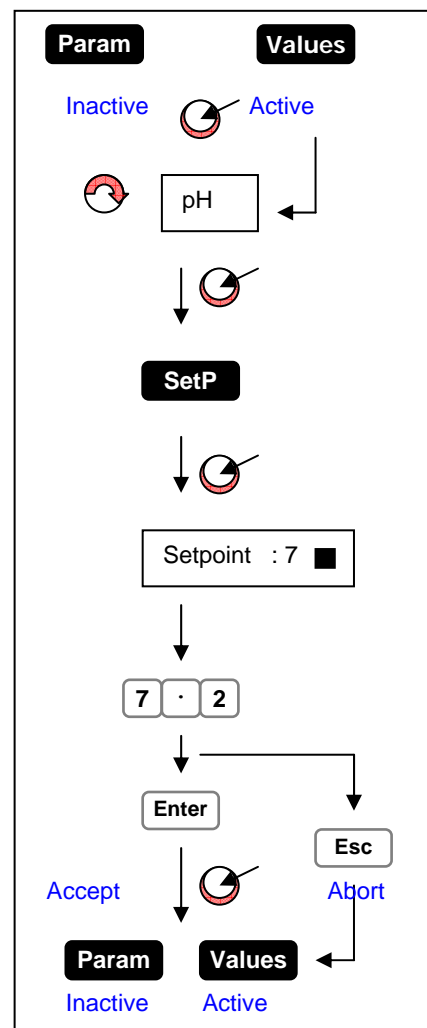 Param Values
Inactive Active
pH
SetP
Setpoint : 7
7 . 2
Enter
Esc
Accept Abort
Param Values
Inactive Active